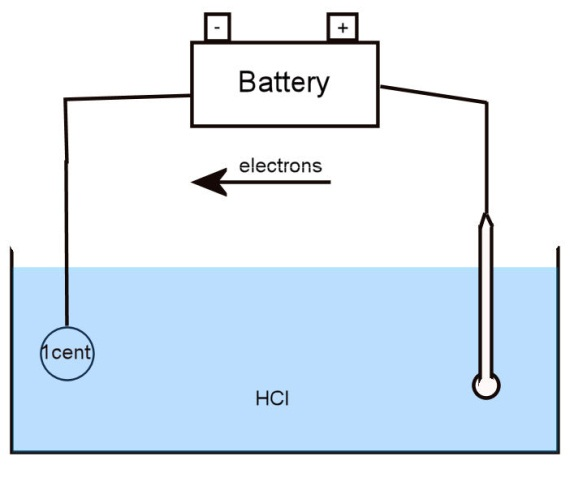 - +
Battery
electrons
1cent
HCl